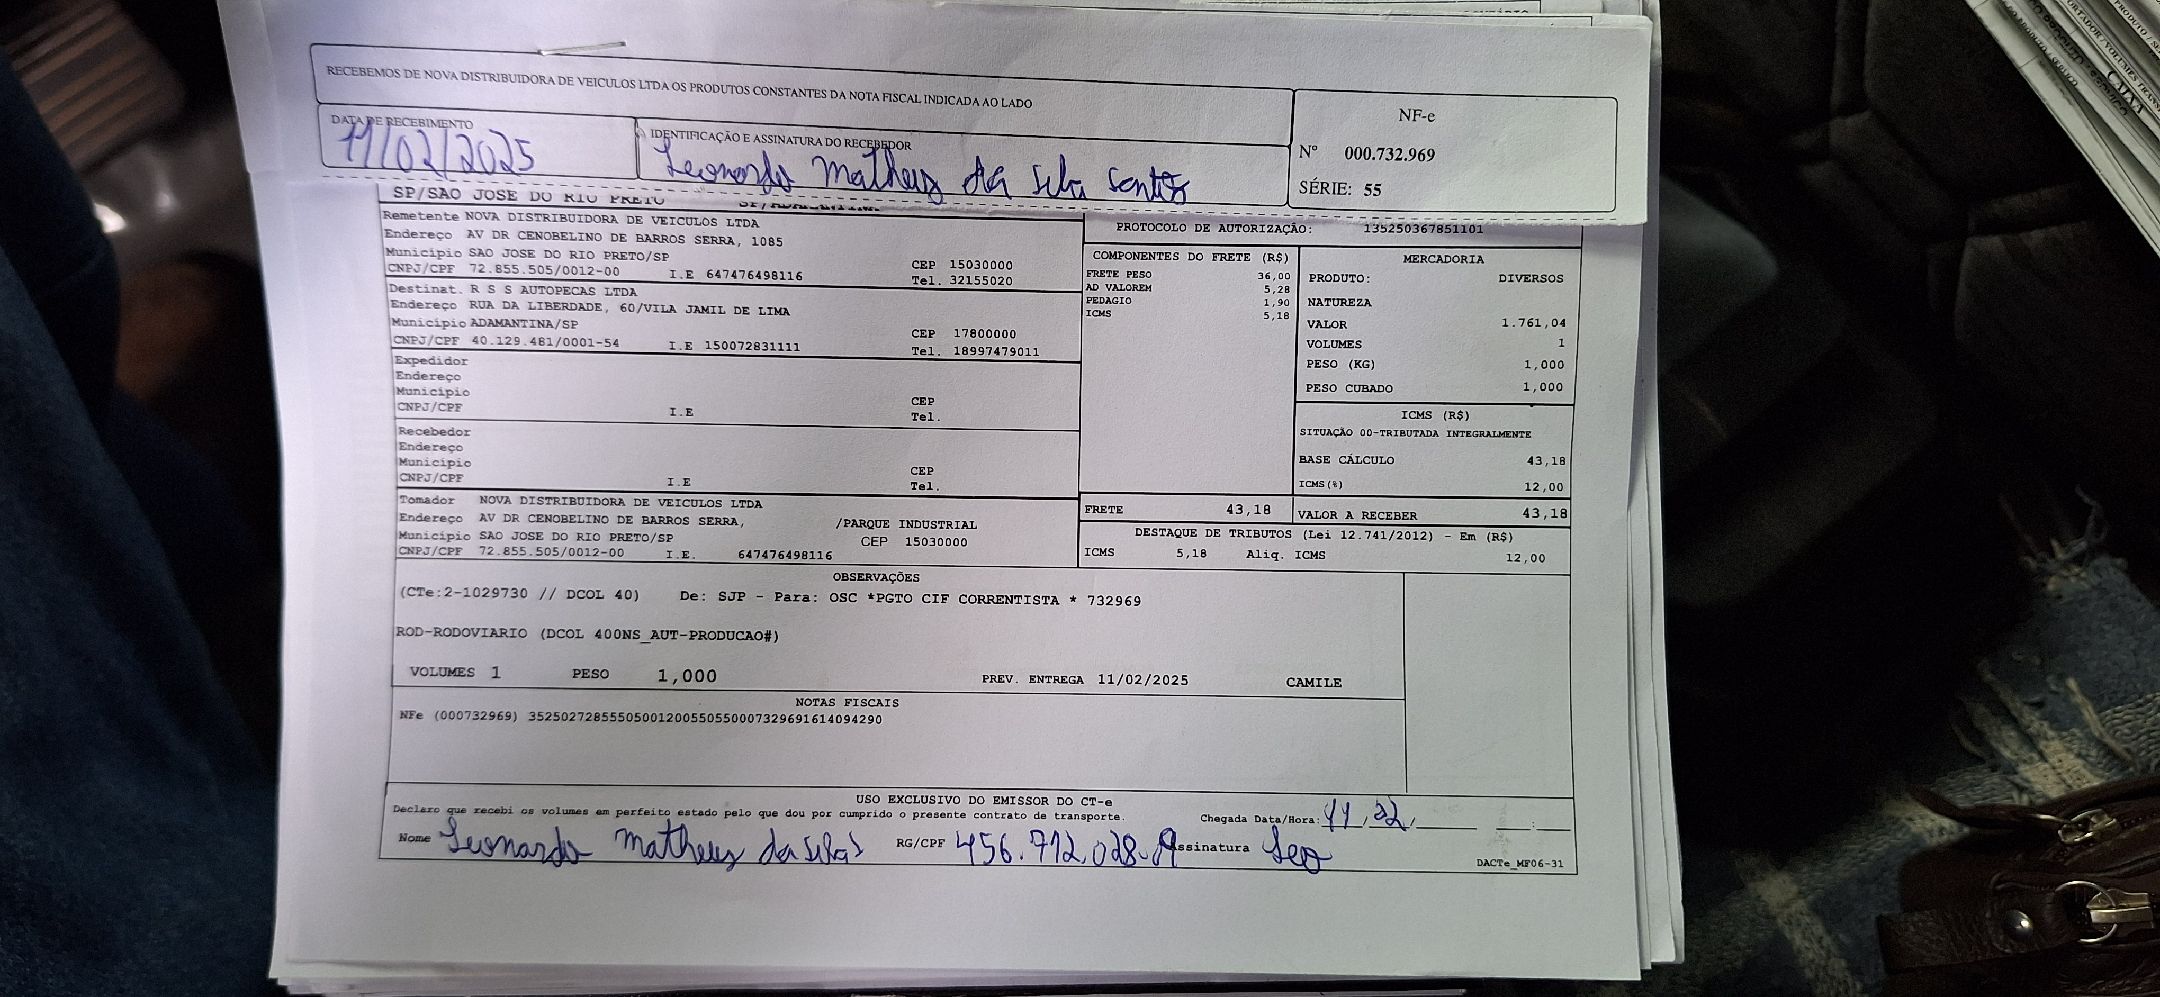 RECEBEMOS DE NOVA DISTRIBUIDORA DE VEICULOS LTDA OS PRODUTOS CONSTANTES DA NOTA FISCAL INDICADA AO LADO
DATA DE RECEBIMENTO
11/02/2025
IDENTIFICAÇÃO E ASSINATURA DO RECEBEDOR
Leonardo Matheus da Silva Santos
NF-e
Nº 000.732.969
SÉRIE: 55
SP/SAO JOSE DO RIO PRETO
Remetente NOVA DISTRIBUIDORA DE VEICULOS LTDA
Endereço AV DR CENOBELINO DE BARROS SERRA, 1085
Município SAO JOSE DO RIO PRETO/SP CEP 15030000
CNPJ/CPF 72.855.505/0012-00 I.E 647476498116 Tel. 32155020
Destinat. R S S AUTOPECAS LTDA
Endereço RUA DA LIBERDADE, 60/VILA JAMIL DE LIMA
Município ADAMANTINA/SP CEP 17800000
CNPJ/CPF 40.129.481/0001-54 I.E 150072831111 Tel. 18997479011
Expedidor
Endereço
Município CEP
CNPJ/CPF I.E Tel.
Recebedor
Endereço
Município CEP
CNPJ/CPF I.E Tel.
Tomador NOVA DISTRIBUIDORA DE VEICULOS LTDA
Endereço AV DR CENOBELINO DE BARROS SERRA, /PARQUE INDUSTRIAL
Município SAO JOSE DO RIO PRETO/SP CEP 15030000
CNPJ/CPF 72.855.505/0012-00 I.E. 647476498116
PROTOCOLO DE AUTORIZAÇÃO: 135250367851101
COMPONENTES DO FRETE (R$)
FRETE PESO 36,00
AD VALOREM 5,28
PEDAGIO 1,90
ICMS 5,18
MERCADORIA
PRODUTO: DIVERSOS
NATUREZA
VALOR 1.761,04
VOLUMES 1
PESO (KG) 1,000
PESO CUBADO 1,000
ICMS (R$)
SITUAÇÃO 00-TRIBUTADA INTEGRALMENTE
BASE CÁLCULO 43,18
ICMS(%) 12,00
FRETE 43,18 VALOR A RECEBER 43,18
DESTAQUE DE TRIBUTOS (Lei 12.741/2012) - Em (R$)
ICMS 5,18 Aliq. ICMS 12,00
OBSERVAÇÕES
(CTe:2-1029730 // DCOL 40) De: SJP - Para: OSC *PGTO CIF CORRENTISTA * 732969
ROD-RODOVIARIO (DCOL 400NS_AUT-PRODUCAO#)
VOLUMES 1 PESO 1,000 PREV. ENTREGA 11/02/2025 CAMILE
NOTAS FISCAIS
NFe (000732969) 35250272855505001200550550007329691614094290
USO EXCLUSIVO DO EMISSOR DO CT-e
Declaro que recebi os volumes em perfeito estado pelo que dou por cumprido o presente contrato de transporte. Chegada Data/Hora: 11/02/
Nome Leonardo Matheus da Silva S RG/CPF 456.712.028-19 Assinatura Leo
DACTe_MF06-31